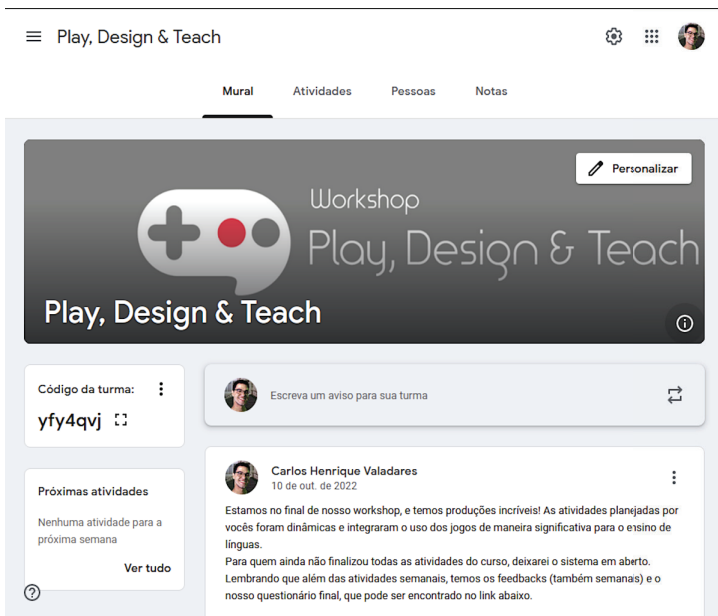 Play, Design & Teach
Mural Atividades Pessoas Notas
Personalizar
Workshop
Play, Design & Teach
Play, Design & Teach
Código da turma:
yfy4qvj
Escreva um aviso para sua turma
Próximas atividades
Nenhuma atividade para a
próxima semana
Ver tudo
Carlos Henrique Valadares
10 de out. de 2022
Estamos no final de nosso workshop, e temos produções incríveis! As atividades planejadas por
vocês foram dinâmicas e integraram o uso dos jogos de maneira significativa para o ensino de
línguas.
Para quem ainda não finalizou todas as atividades do curso, deixarei o sistema em aberto.
Lembrando que além das atividades semanais, temos os feedbacks (também semanais) e o
nosso questionário final, que pode ser encontrado no link abaixo.